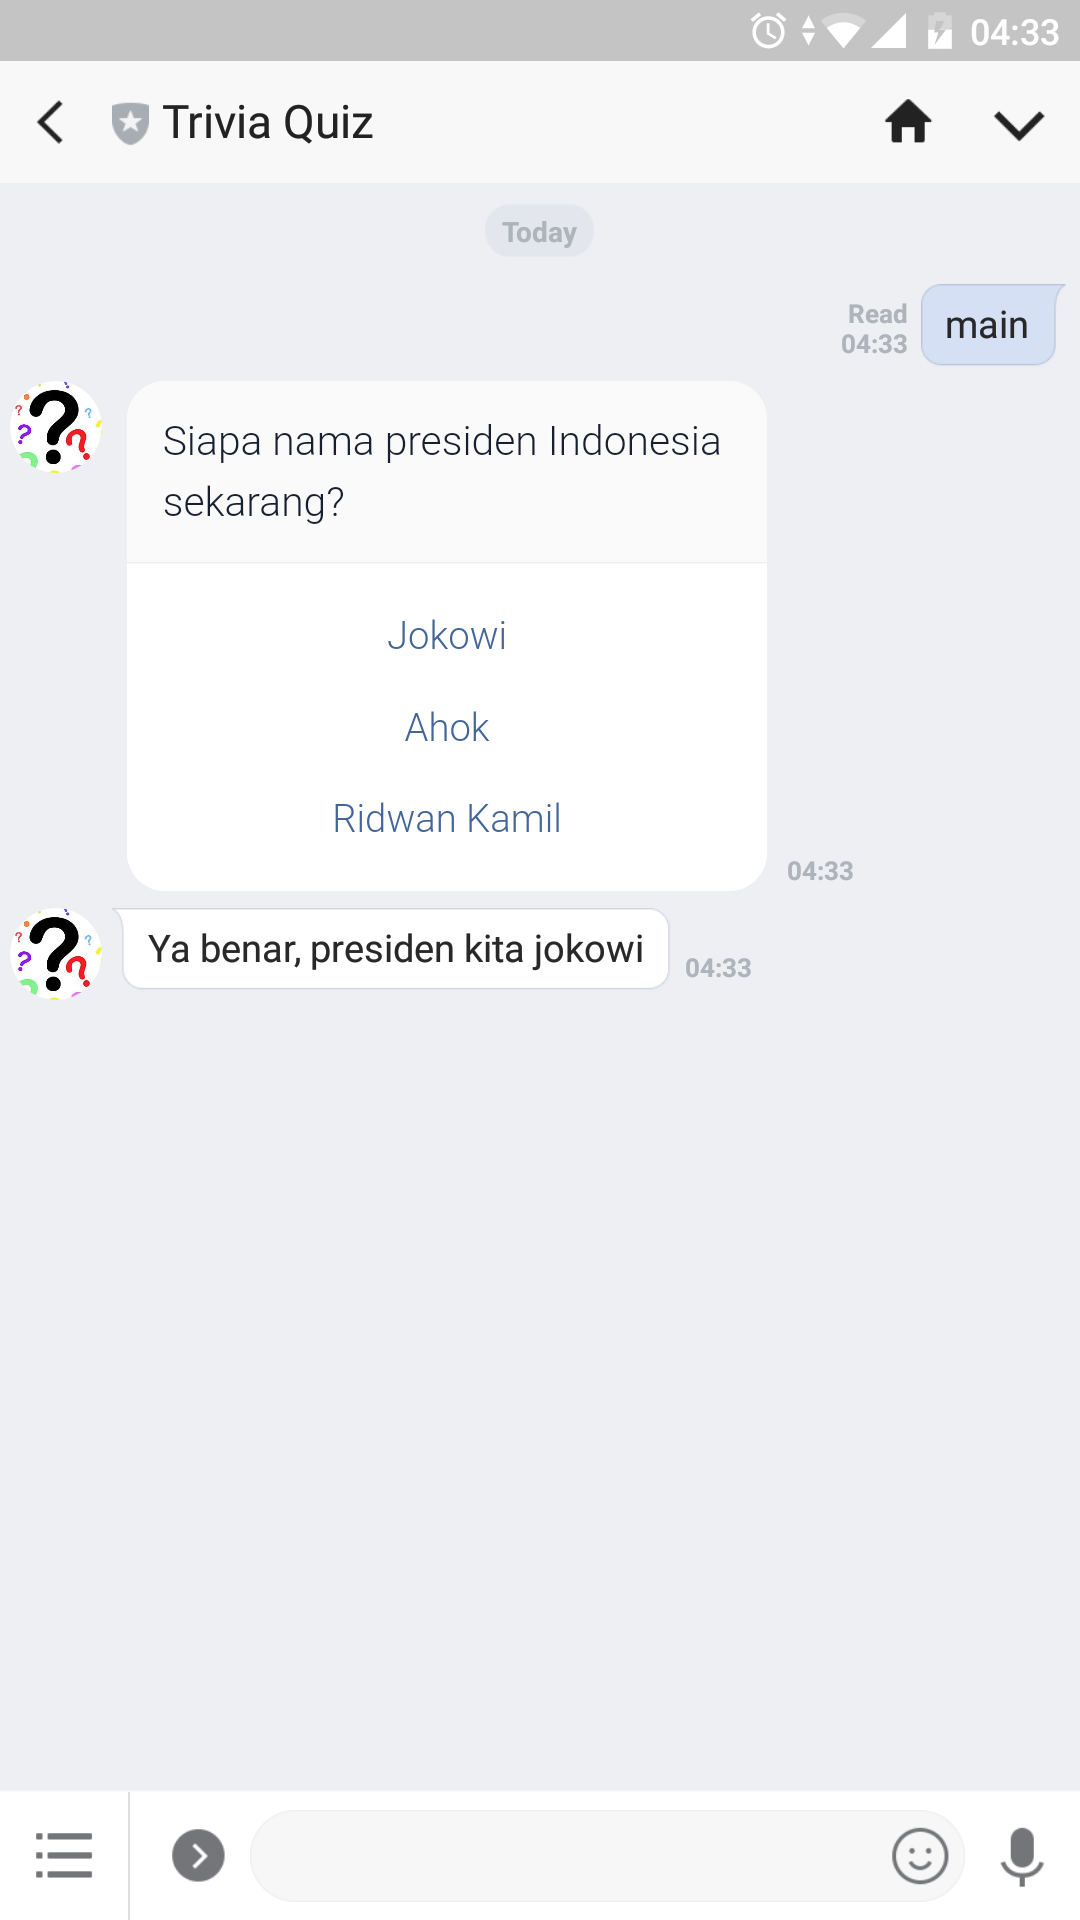 04:33
Trivia Quiz
Today
Read
04:33
main
Siapa nama presiden Indonesia
sekarang?
Jokowi
Ahok
Ridwan Kamil
04:33
Ya benar, presiden kita jokowi
04:33